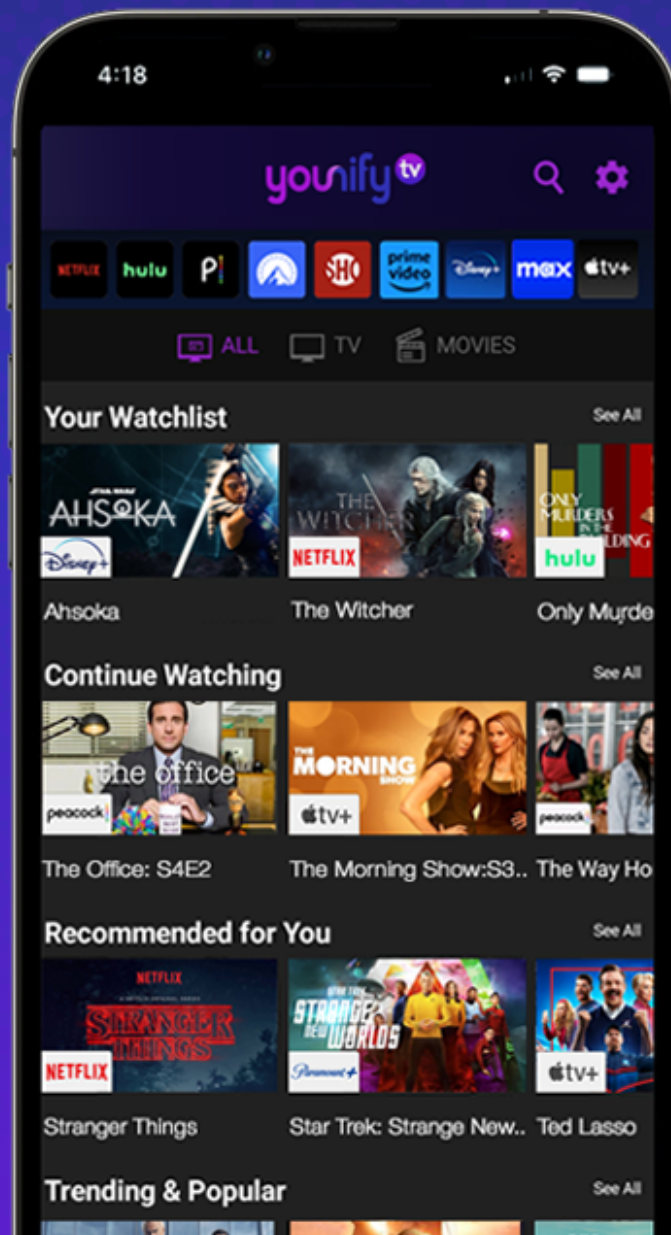 4:18
younify tv
NETFLIX hulu P! SHO prime video Disney+ max tv+
ALL TV MOVIES
Your Watchlist See All
STAR WARS
AHSOKA
Disney+
THE
WITCHER
NETFLIX
ONLY
MURDERS
IN THE
BUILDING
hulu
Ahsoka The Witcher Only Murde
Continue Watching See All
the office
peacock
THE
MORNING
SHOW
tv+
peacock
The Office: S4E2 The Morning Show:S3.. The Way Ho
Recommended for You See All
NETFLIX
STRANGER
THINGS
NETFLIX
STAR TREK
STRANGE
NEW WORLDS
Paramount+
tv+
Stranger Things Star Trek: Strange New.. Ted Lasso
Trending & Popular See All